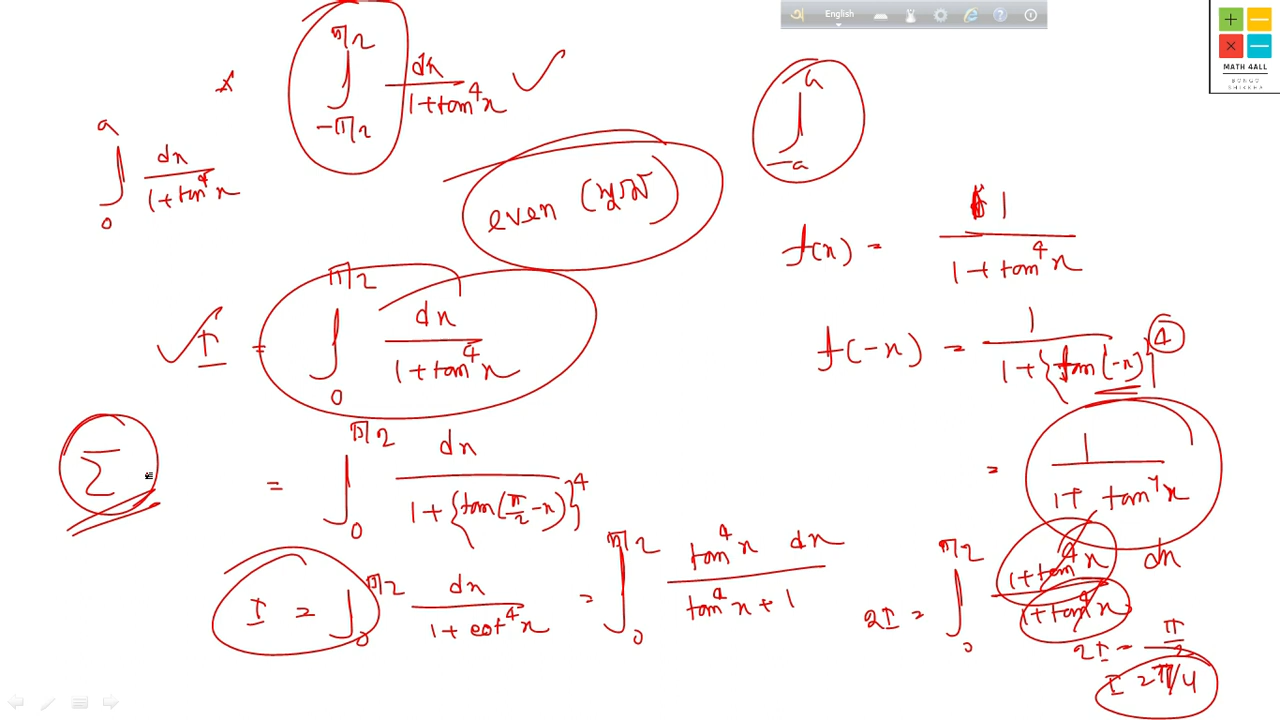 English
MATH 4ALL
BONGO SHIKKHA
∫_{-π/2}^{π/2} dx/(1+tan⁴x) ✓
∫_{-a}^{a}
∫_0^a dx/(1+tan⁴x)
even (যুগ্ম)
f(x) = 1/(1+tan⁴x)
✓ I = ∫_0^{π/2} dx/(1+tan⁴x)
f(-x) = 1/(1+{tan(-x)}^4)
= 1/(1+tan⁴x)
Σ
= ∫_0^{π/2} dx/(1+{tan(π/2-x)}^4)
I = ∫_0^{π/2} dx/(1+cot⁴x) = ∫_0^{π/2} tan⁴x dx/(tan⁴x+1)
2I = ∫_0^{π/2} (1+tan⁴x)/(1+tan⁴x) dx
2I = π/2
I = π/4